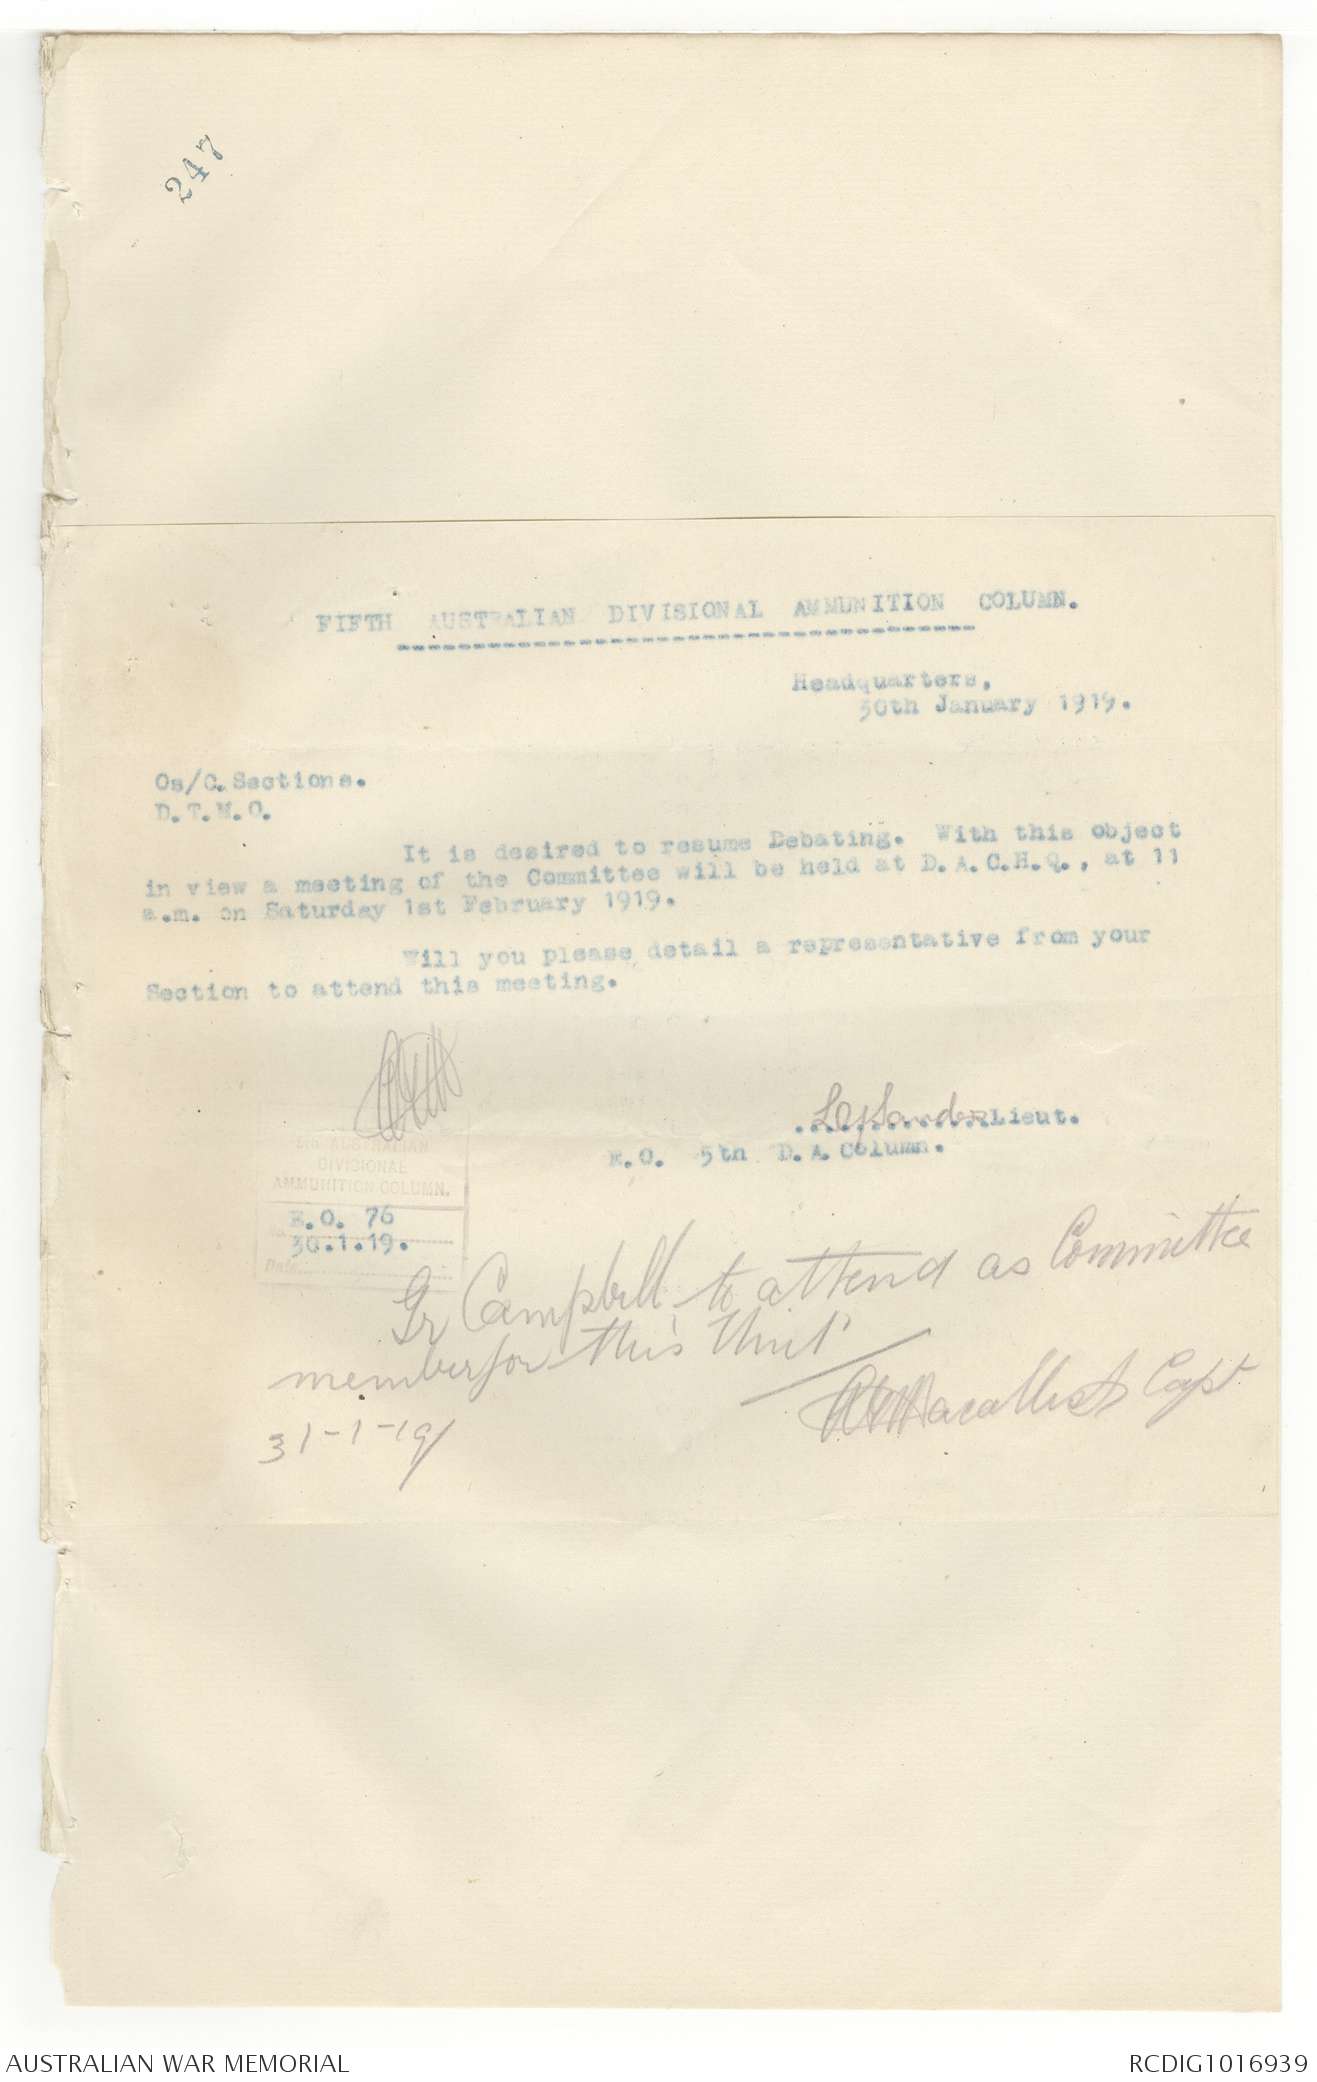 247
FIFTH AUSTRALIAN DIVISIONAL AMMUNITION COLUMN.
Headquarters,
30th January 1919.
Os/C. Sections.
D.T.M.O.
It is desired to resume Debating. With this object
in view a meeting of the Committee will be held at D.A.C.H.Q., at 11
a.m. on Saturday 1st February 1919.
Will you please detail a representative from your
Section to attend this meeting.
Lieut.
E.O. 5th D.A. Column.
5th AUSTRALIAN
DIVISIONAL
AMMUNITION COLUMN.
No. E.O. 76
30.1.19.
Date
Gr Campbell to attend as Committee
member for this Unit
Capt
31-1-19
AUSTRALIAN WAR MEMORIAL
RCDIG1016939